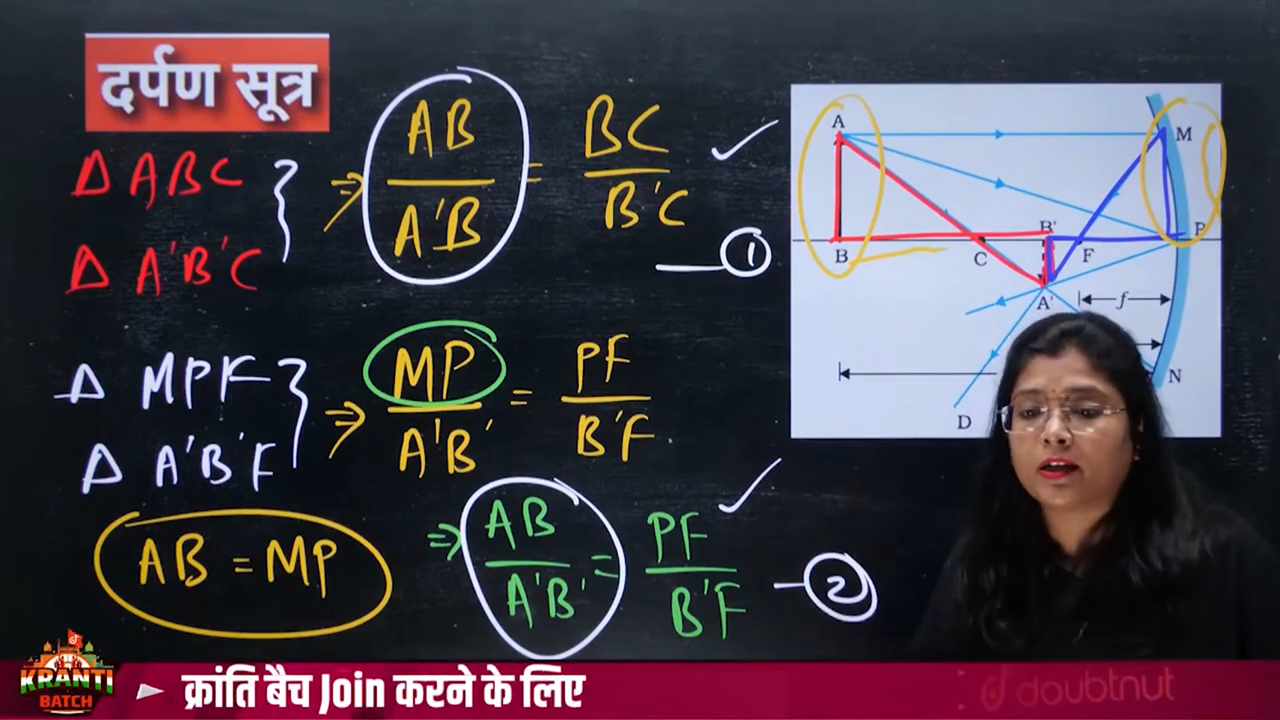 दर्पण सूत्र
Δ ABC
Δ A'B'C
⇒ AB/A'B = BC/B'C ✓
① 
Δ MPF
Δ A'B'F
⇒ MP/A'B' = PF/B'F
AB = MP
⇒ AB/A'B' = PF/B'F ✓
②
A
M
B
C
B'
F
P
A'
f
N
D
KRANTI
BATCH
क्रांति बैच Join करने के लिए
doubtnut